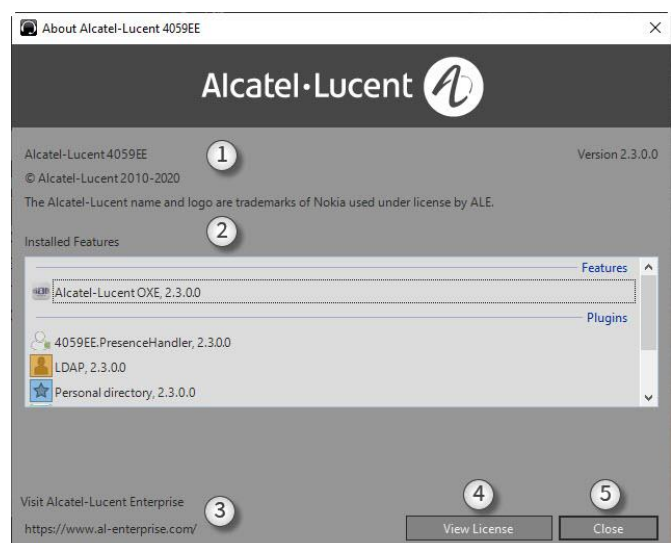 About Alcatel-Lucent 4059EE
Alcatel·Lucent
Alcatel-Lucent 4059EE
1
Version 2.3.0.0
© Alcatel-Lucent 2010-2020
The Alcatel-Lucent name and logo are trademarks of Nokia used under license by ALE.
2
Installed Features
Features
Alcatel-Lucent OXE, 2.3.0.0
Plugins
4059EE.PresenceHandler, 2.3.0.0
LDAP, 2.3.0.0
Personal directory, 2.3.0.0
Visit Alcatel-Lucent Enterprise
3
4
5
https://www.al-enterprise.com/
View License
Close